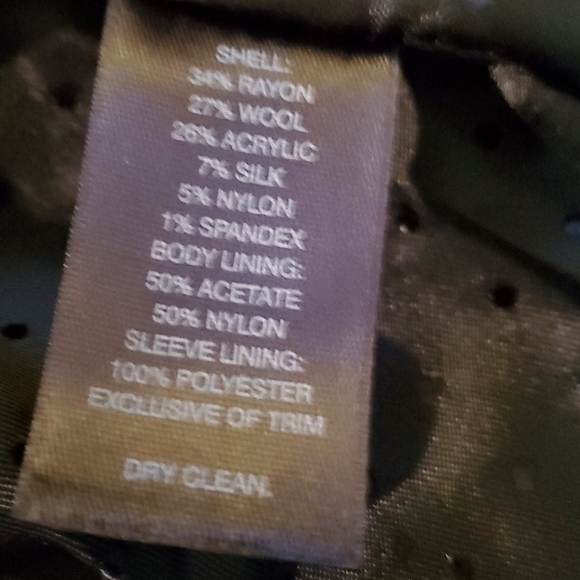 SHELL:
34% RAYON
27% WOOL
26% ACRYLIC
7% SILK
5% NYLON
1% SPANDEX
BODY LINING:
50% ACETATE
50% NYLON
SLEEVE LINING:
100% POLYESTER
EXCLUSIVE OF TRIM
DRY CLEAN.